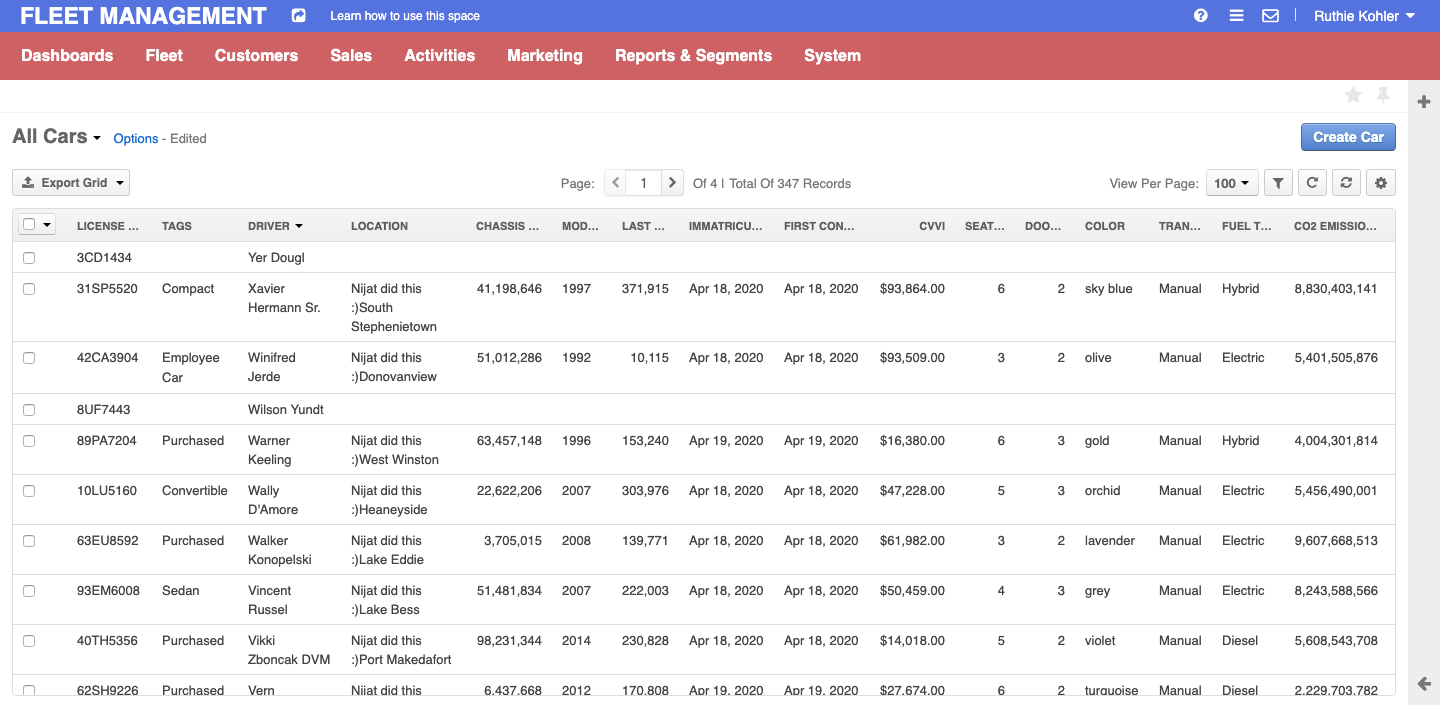 FLEET MANAGEMENT Learn how to use this space Ruthie Kohler
Dashboards Fleet Customers Sales Activities Marketing Reports & Segments System
All Cars Options - Edited Create Car
Export Grid Page: 1 Of 4 | Total Of 347 Records View Per Page: 100
LICENSE ... TAGS DRIVER LOCATION CHASSIS ... MOD... LAST ... IMMATRICU... FIRST CON... CVVI SEAT... DOO... COLOR TRAN... FUEL T... CO2 EMISSIO...
3CD1434 Yer Dougl
31SP5520 Compact Xavier Nijat did this 41,198,646 1997 371,915 Apr 18, 2020 Apr 18, 2020 $93,864.00 6 2 sky blue Manual Hybrid 8,830,403,141
Hermann Sr. :)South
Stephenietown
42CA3904 Employee Winifred Nijat did this 51,012,286 1992 10,115 Apr 18, 2020 Apr 18, 2020 $93,509.00 3 2 olive Manual Electric 5,401,505,876
Car Jerde :)Donovanview
8UF7443 Wilson Yundt
89PA7204 Purchased Warner Nijat did this 63,457,148 1996 153,240 Apr 19, 2020 Apr 19, 2020 $16,380.00 6 3 gold Manual Hybrid 4,004,301,814
Keeling :)West Winston
10LU5160 Convertible Wally Nijat did this 22,622,206 2007 303,976 Apr 18, 2020 Apr 18, 2020 $47,228.00 5 3 orchid Manual Electric 5,456,490,001
D'Amore :)Heaneyside
63EU8592 Purchased Walker Nijat did this 3,705,015 2008 139,771 Apr 18, 2020 Apr 18, 2020 $61,982.00 3 2 lavender Manual Electric 9,607,668,513
Konopelski :)Lake Eddie
93EM6008 Sedan Vincent Nijat did this 51,481,834 2007 222,003 Apr 18, 2020 Apr 18, 2020 $50,459.00 4 3 grey Manual Electric 8,243,588,566
Russel :)Lake Bess
40TH5356 Purchased Vikki Nijat did this 98,231,344 2014 230,828 Apr 18, 2020 Apr 18, 2020 $14,018.00 5 2 violet Manual Diesel 5,608,543,708
Zboncak DVM :)Port Makedafort
62SH9226 Purchased Vern Nijat did this 6,437,668 2012 170,808 Apr 19, 2020 Apr 19, 2020 $27,674.00 6 2 turquoise Manual Diesel 2,229,703,782